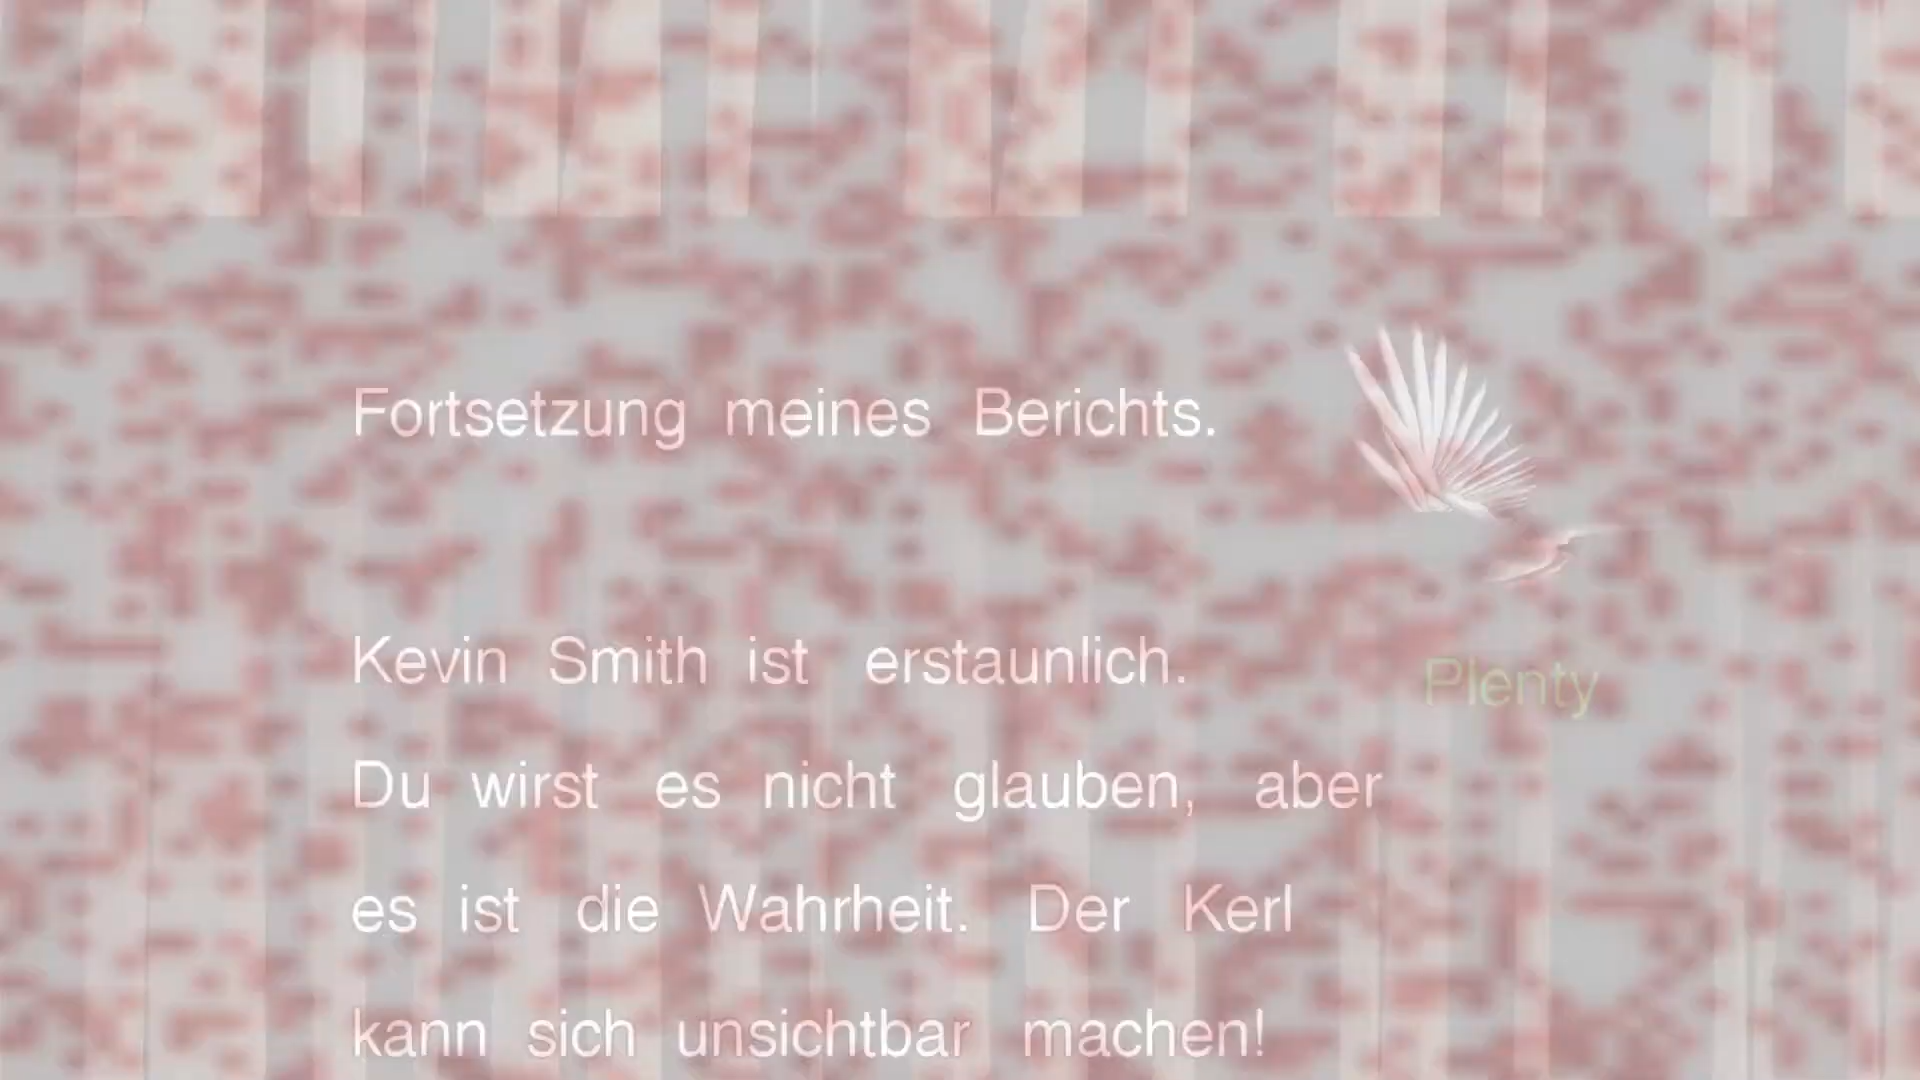 Fortsetzung meines Berichts.
Kevin Smith ist erstaunlich.
Plenty
Du wirst es nicht glauben, aber
es ist die Wahrheit. Der Kerl
kann sich unsichtbar machen!